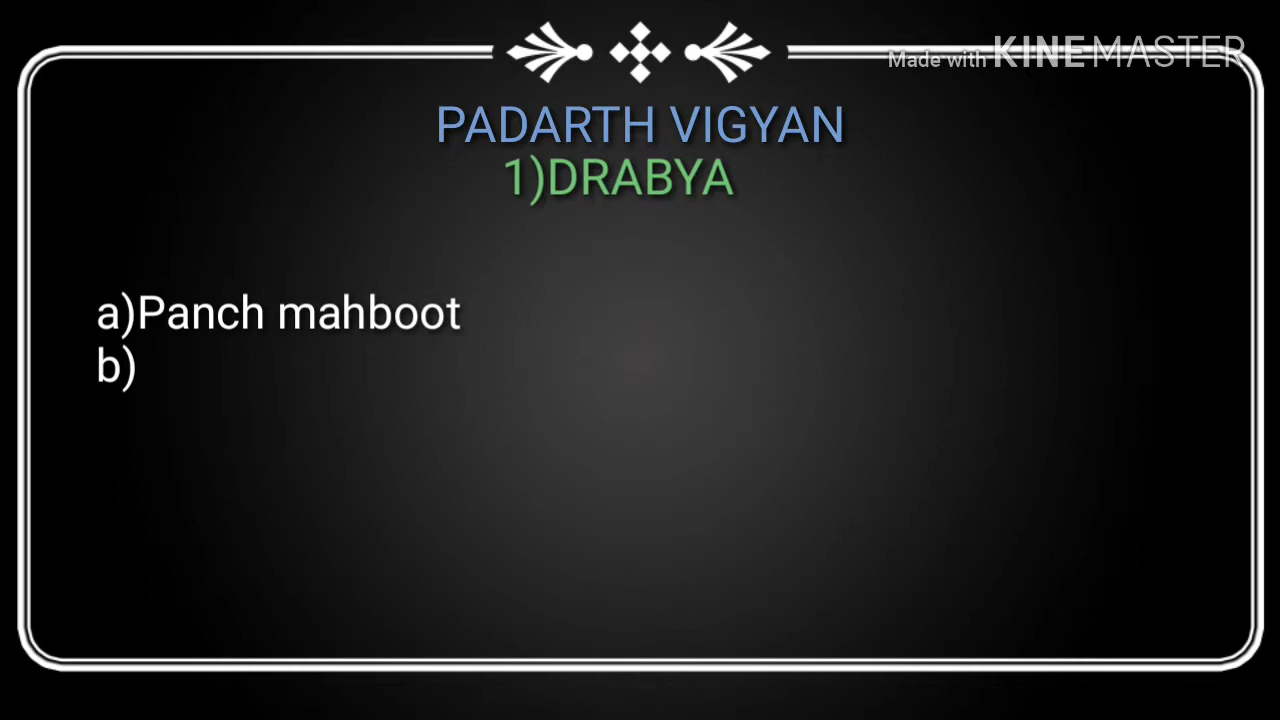 Made with KINEMASTER
PADARTH VIGYAN
1)DRABYA
a)Panch mahboot
b)